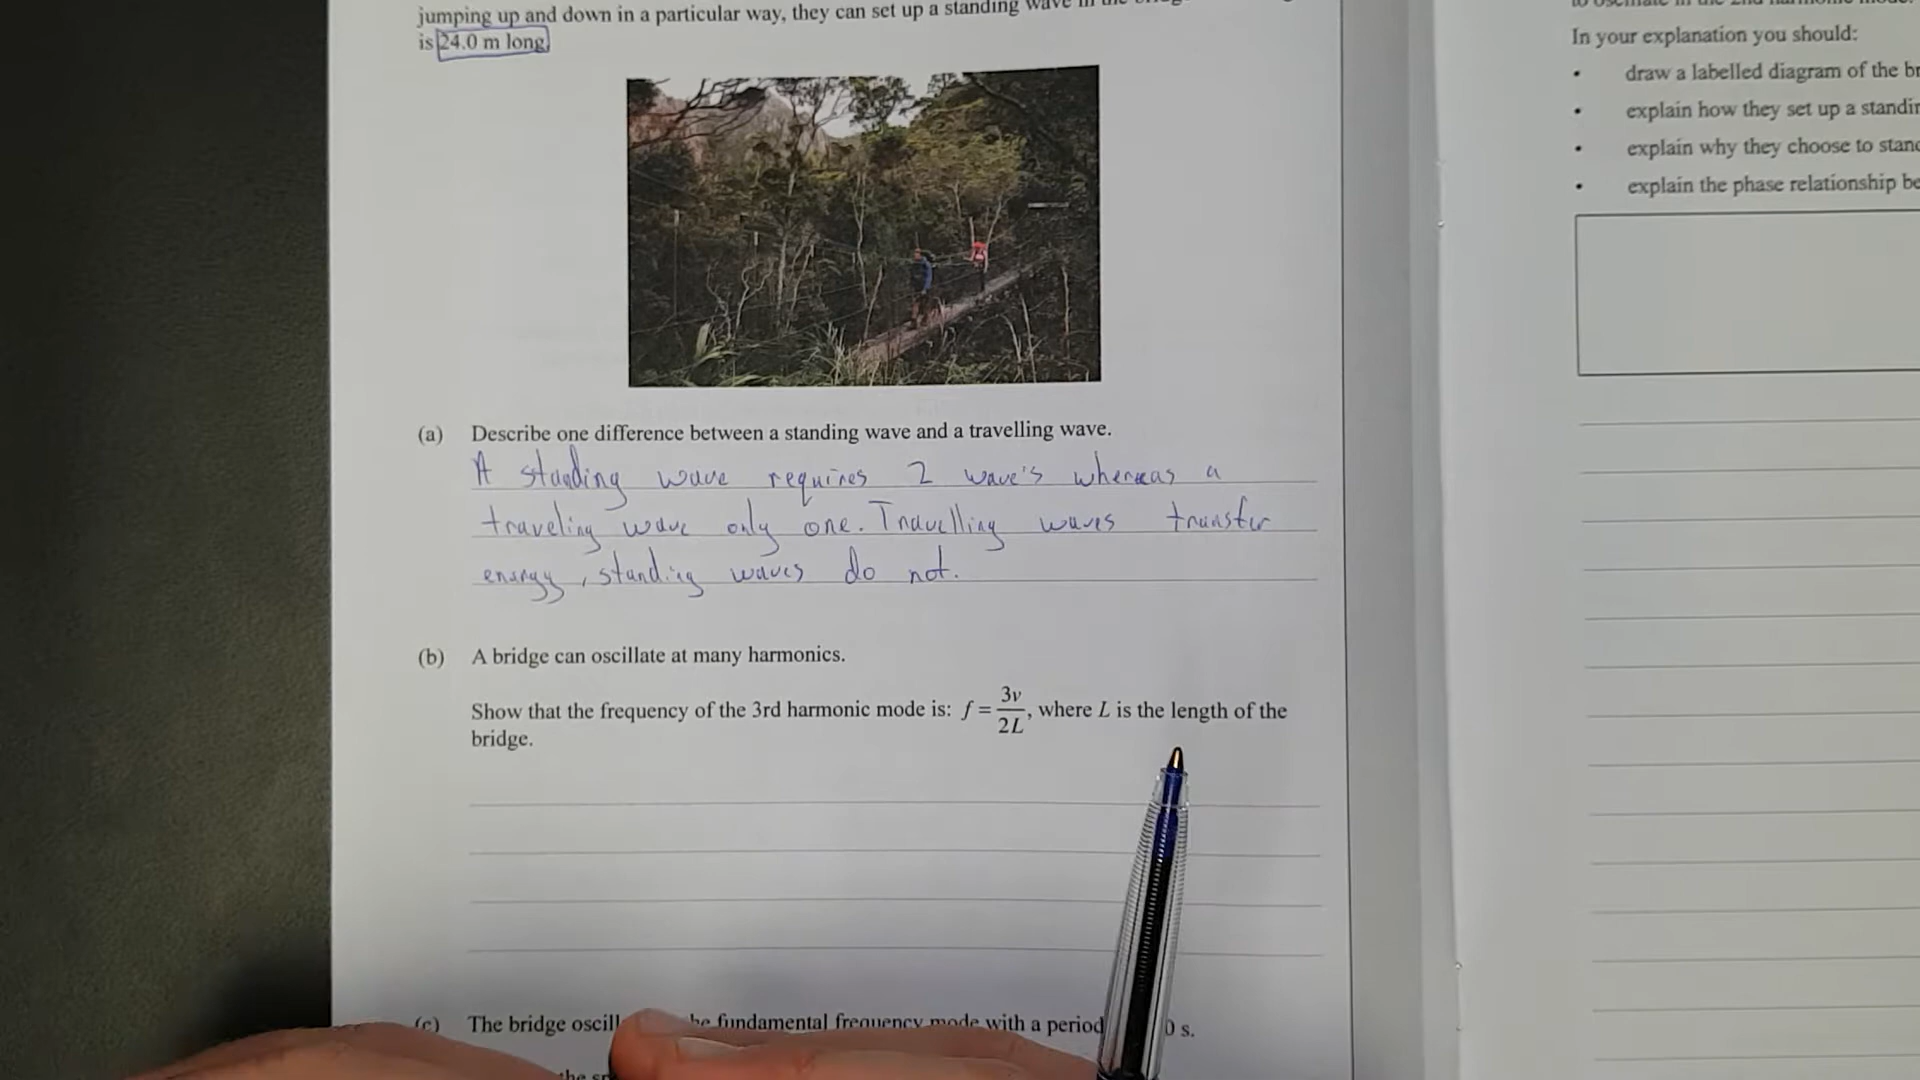 jumping up and down in a particular way, they can set up a standing wave in the
is 24.0 m long
(a) Describe one difference between a standing wave and a travelling wave.
A standing wave requires 2 wave's whereas a
traveling wave only one. Travelling waves transfer
energy, standing waves do not.
(b) A bridge can oscillate at many harmonics.
Show that the frequency of the 3rd harmonic mode is: f = 3v/2L, where L is the length of the
bridge.
(c) The bridge fundamental frequency mode with a period 0 s.
the
In your explanation you should:
• draw a labelled diagram of the
• explain how they set up a
• explain why they choose to
• explain the phase relationship